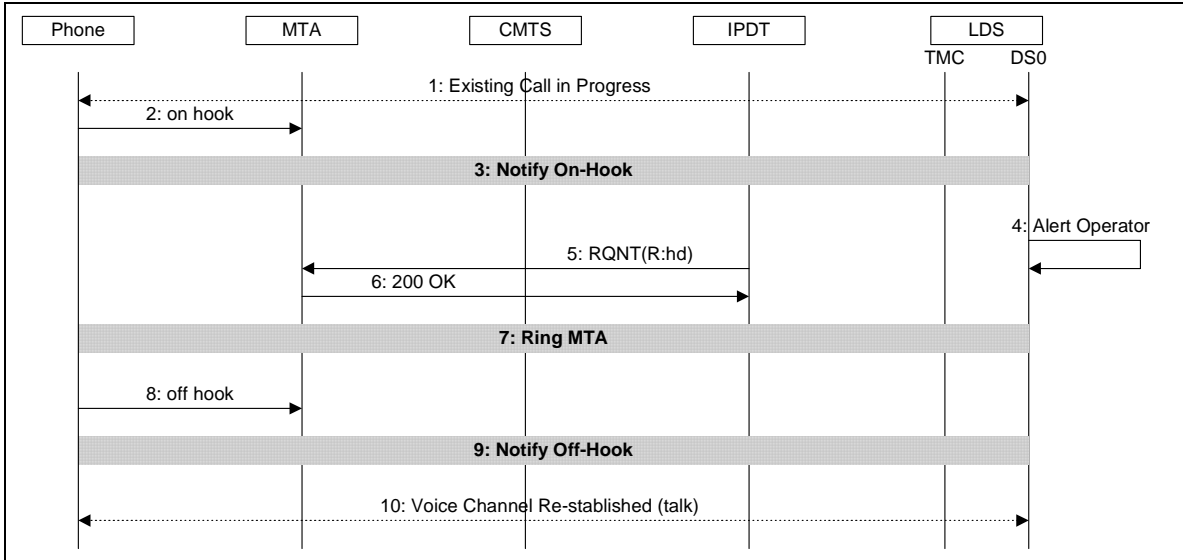 Phone
MTA
CMTS
IPDT
LDS
TMC
DS0
1: Existing Call in Progress
2: on hook
3: Notify On-Hook
4: Alert Operator
5: RQNT(R:hd)
6: 200 OK
7: Ring MTA
8: off hook
9: Notify Off-Hook
10: Voice Channel Re-stablished (talk)